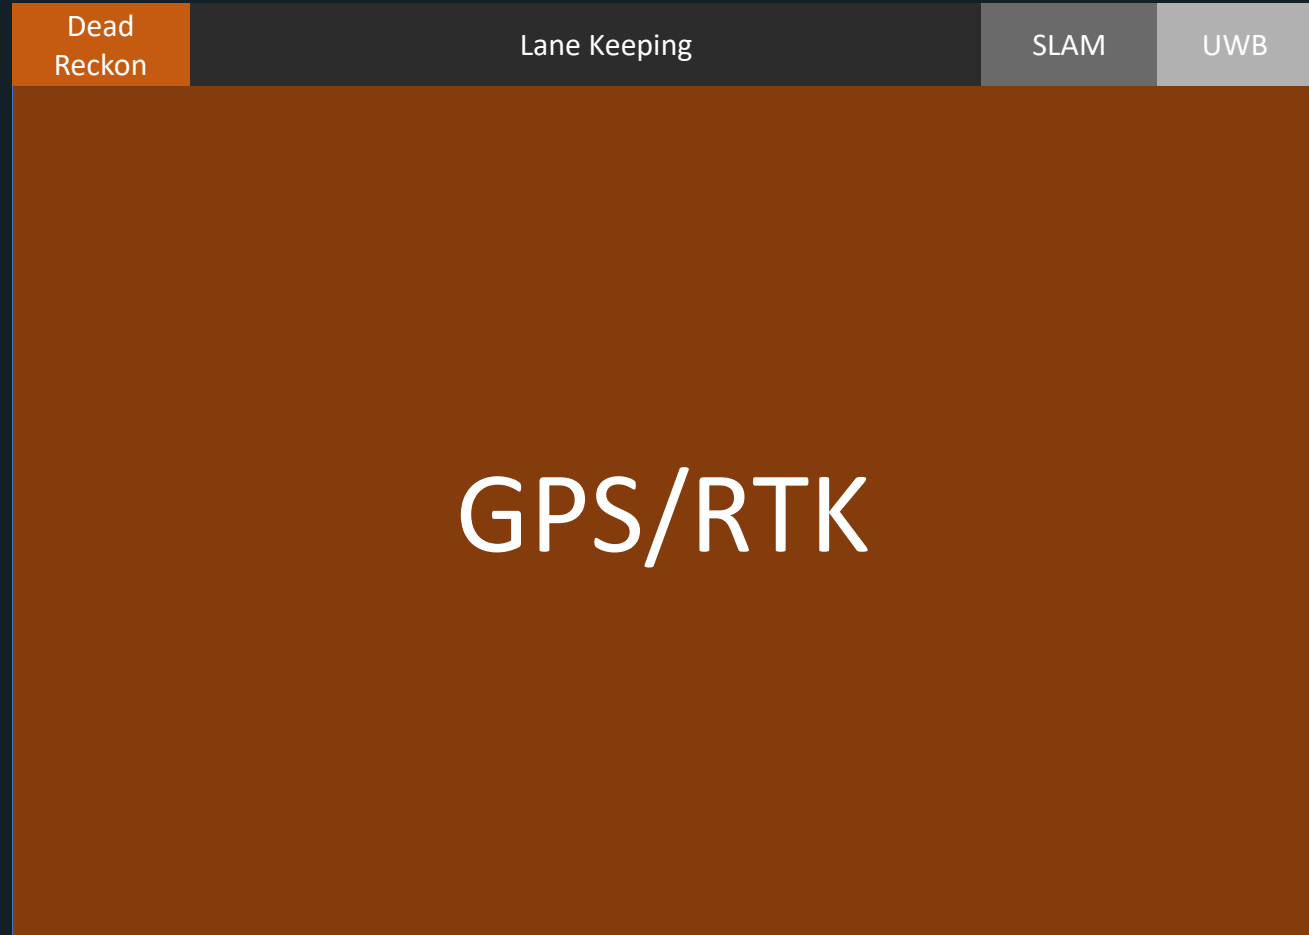 Dead
Reckon
Lane Keeping
SLAM
UWB
GPS/RTK